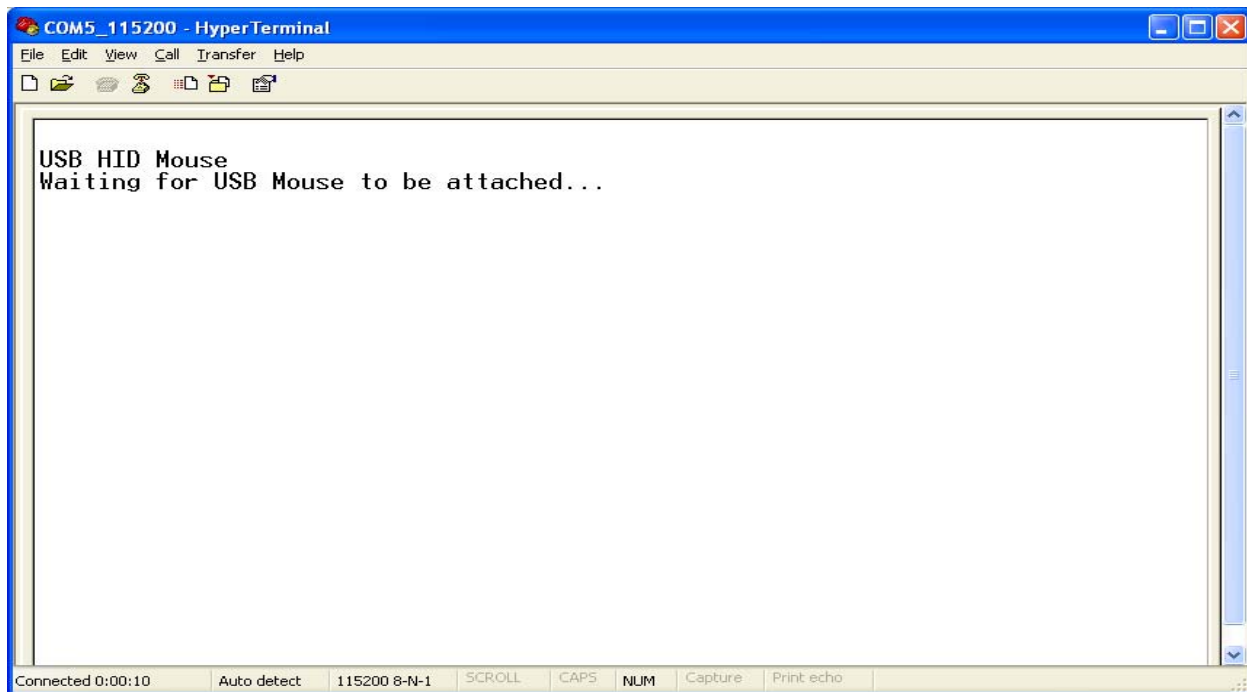 COM5_115200 - HyperTerminal
File Edit View Call Transfer Help
USB HID Mouse
Waiting for USB Mouse to be attached...
Connected 0:00:10 Auto detect 115200 8-N-1 SCROLL CAPS NUM Capture Print echo